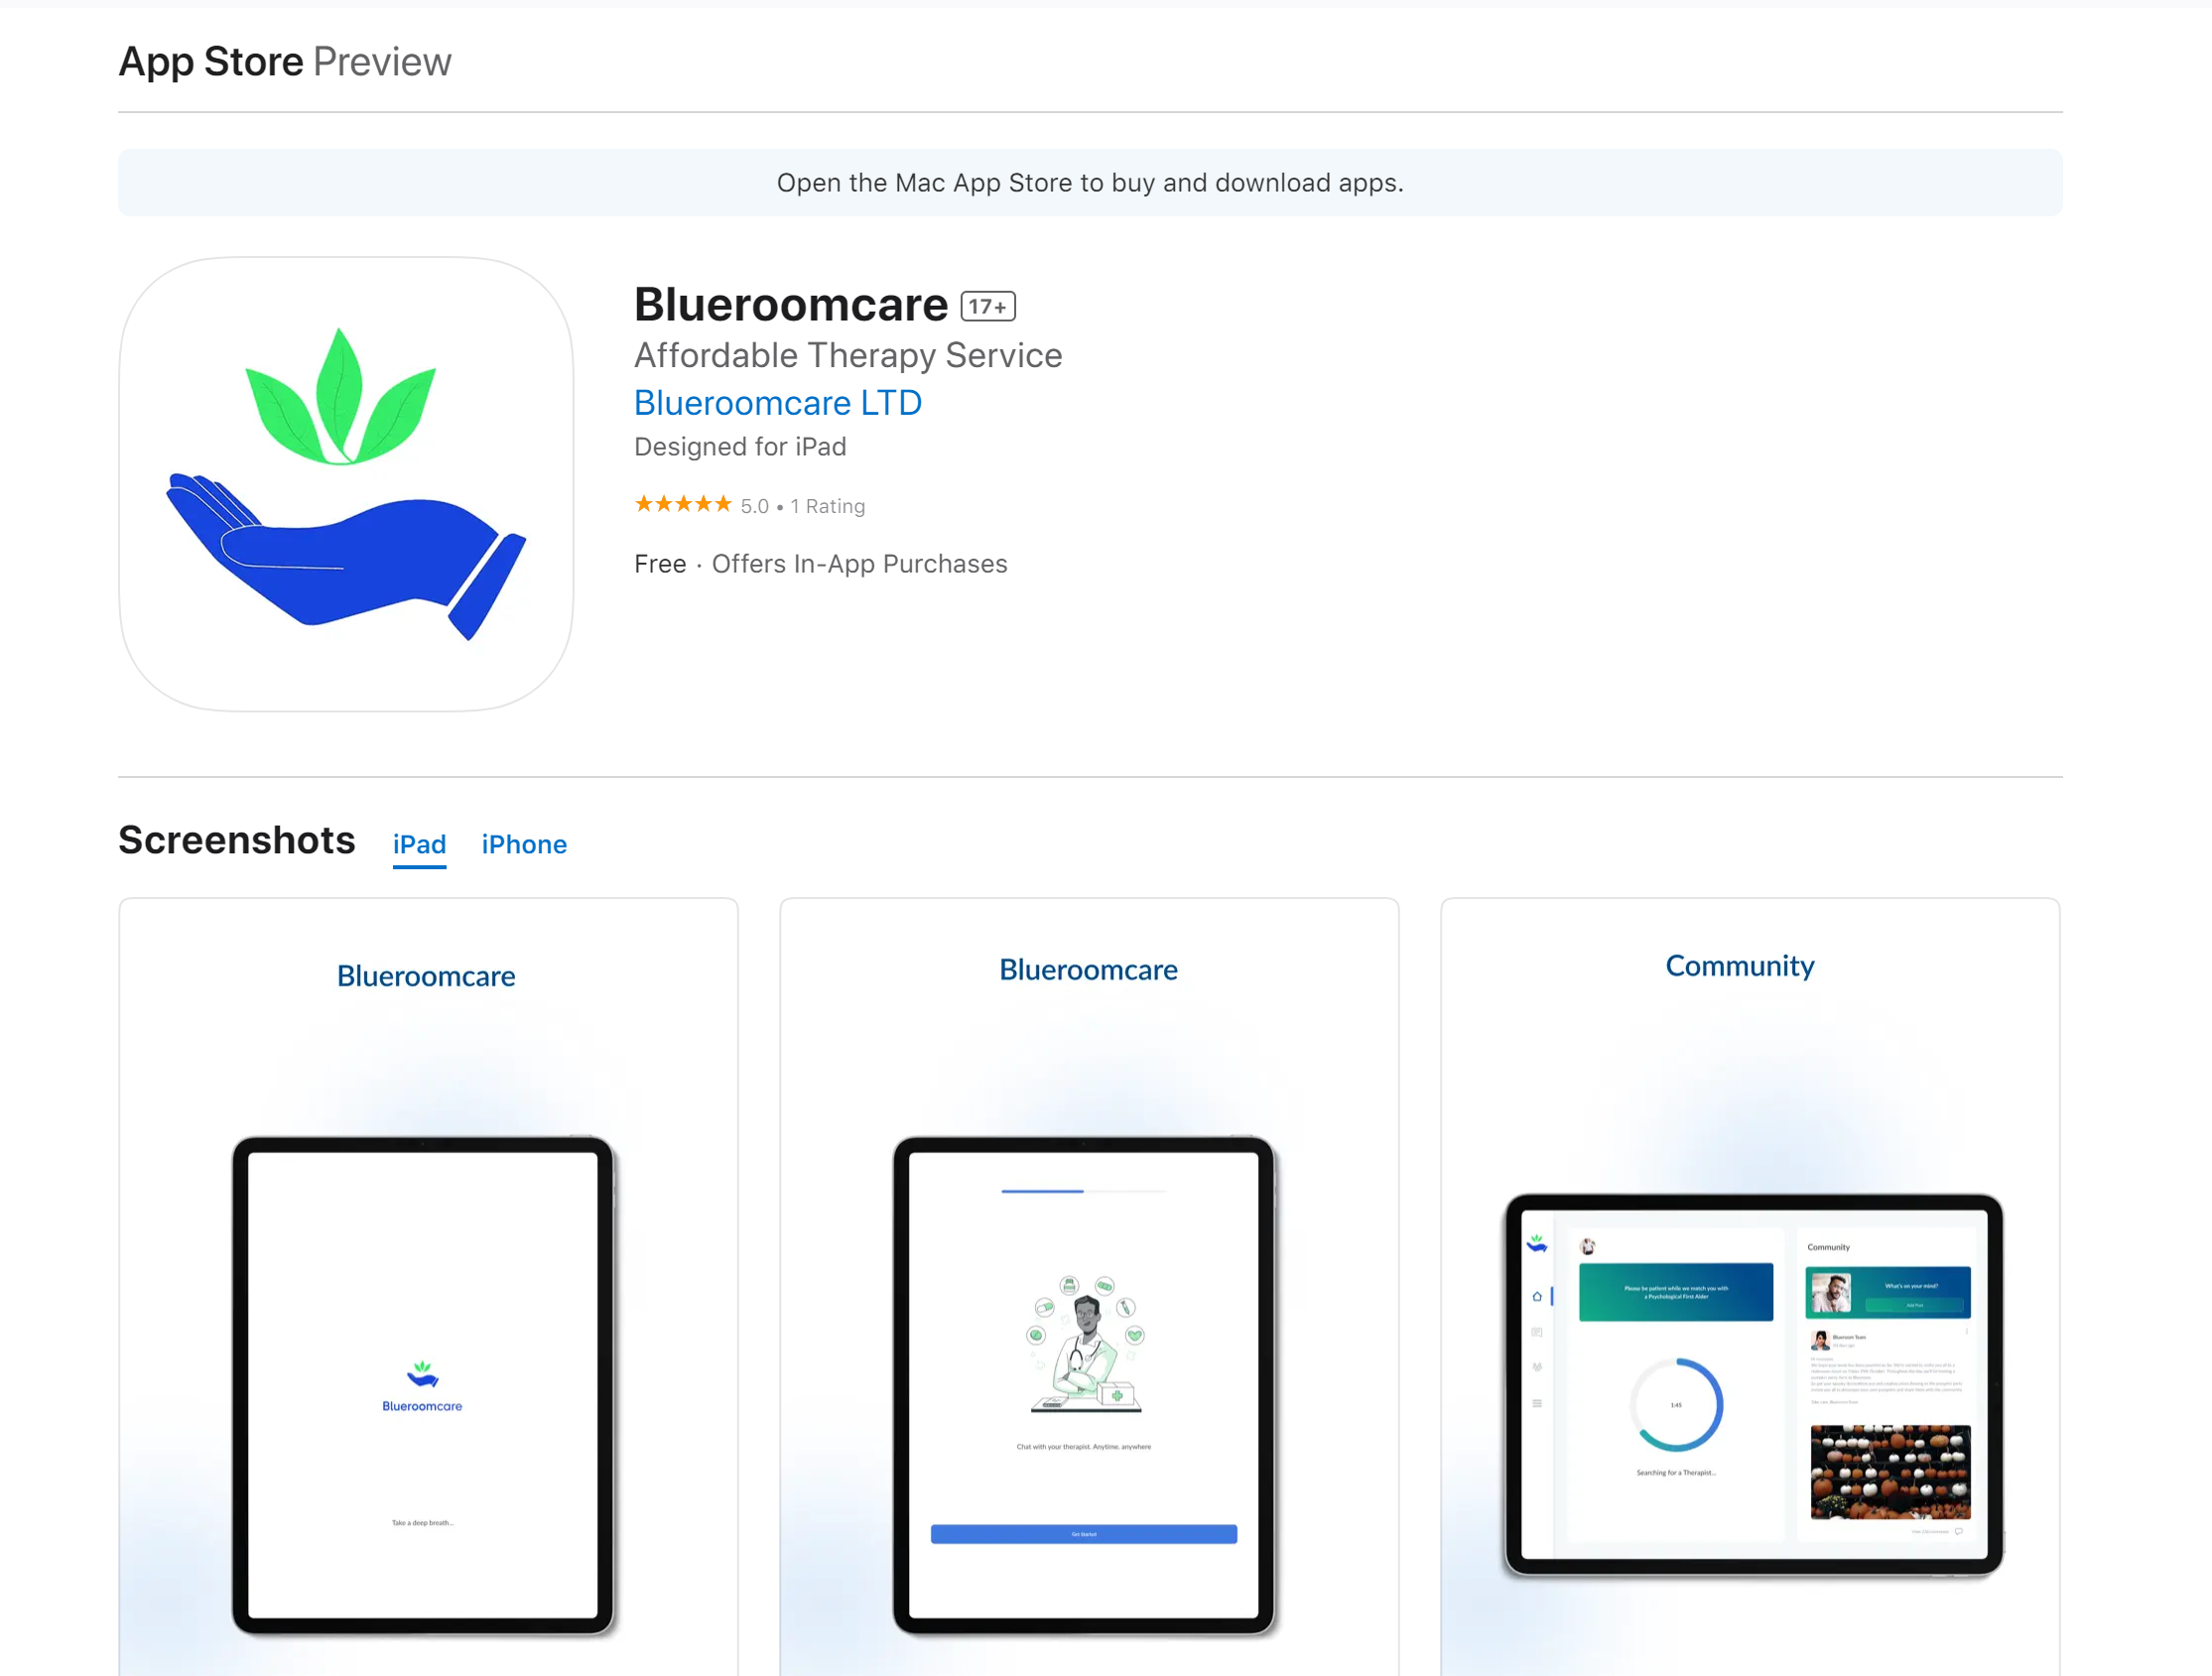 App Store Preview
Open the Mac App Store to buy and download apps.
Blueroomcare 17+
Affordable Therapy Service
Blueroomcare LTD
Designed for iPad
★★★★★ 5.0 • 1 Rating
Free · Offers In-App Purchases
Screenshots iPad iPhone
Blueroomcare
Blueroomcare
Take a deep breath...
Blueroomcare
Chat with your therapist. Anytime, anywhere
Get Started
Community
Please be patient while we match you with
a Psychological First Aider
1:45
Searching for a Therapist...
Community
What's on your mind?
Add Post
Blueroom Team